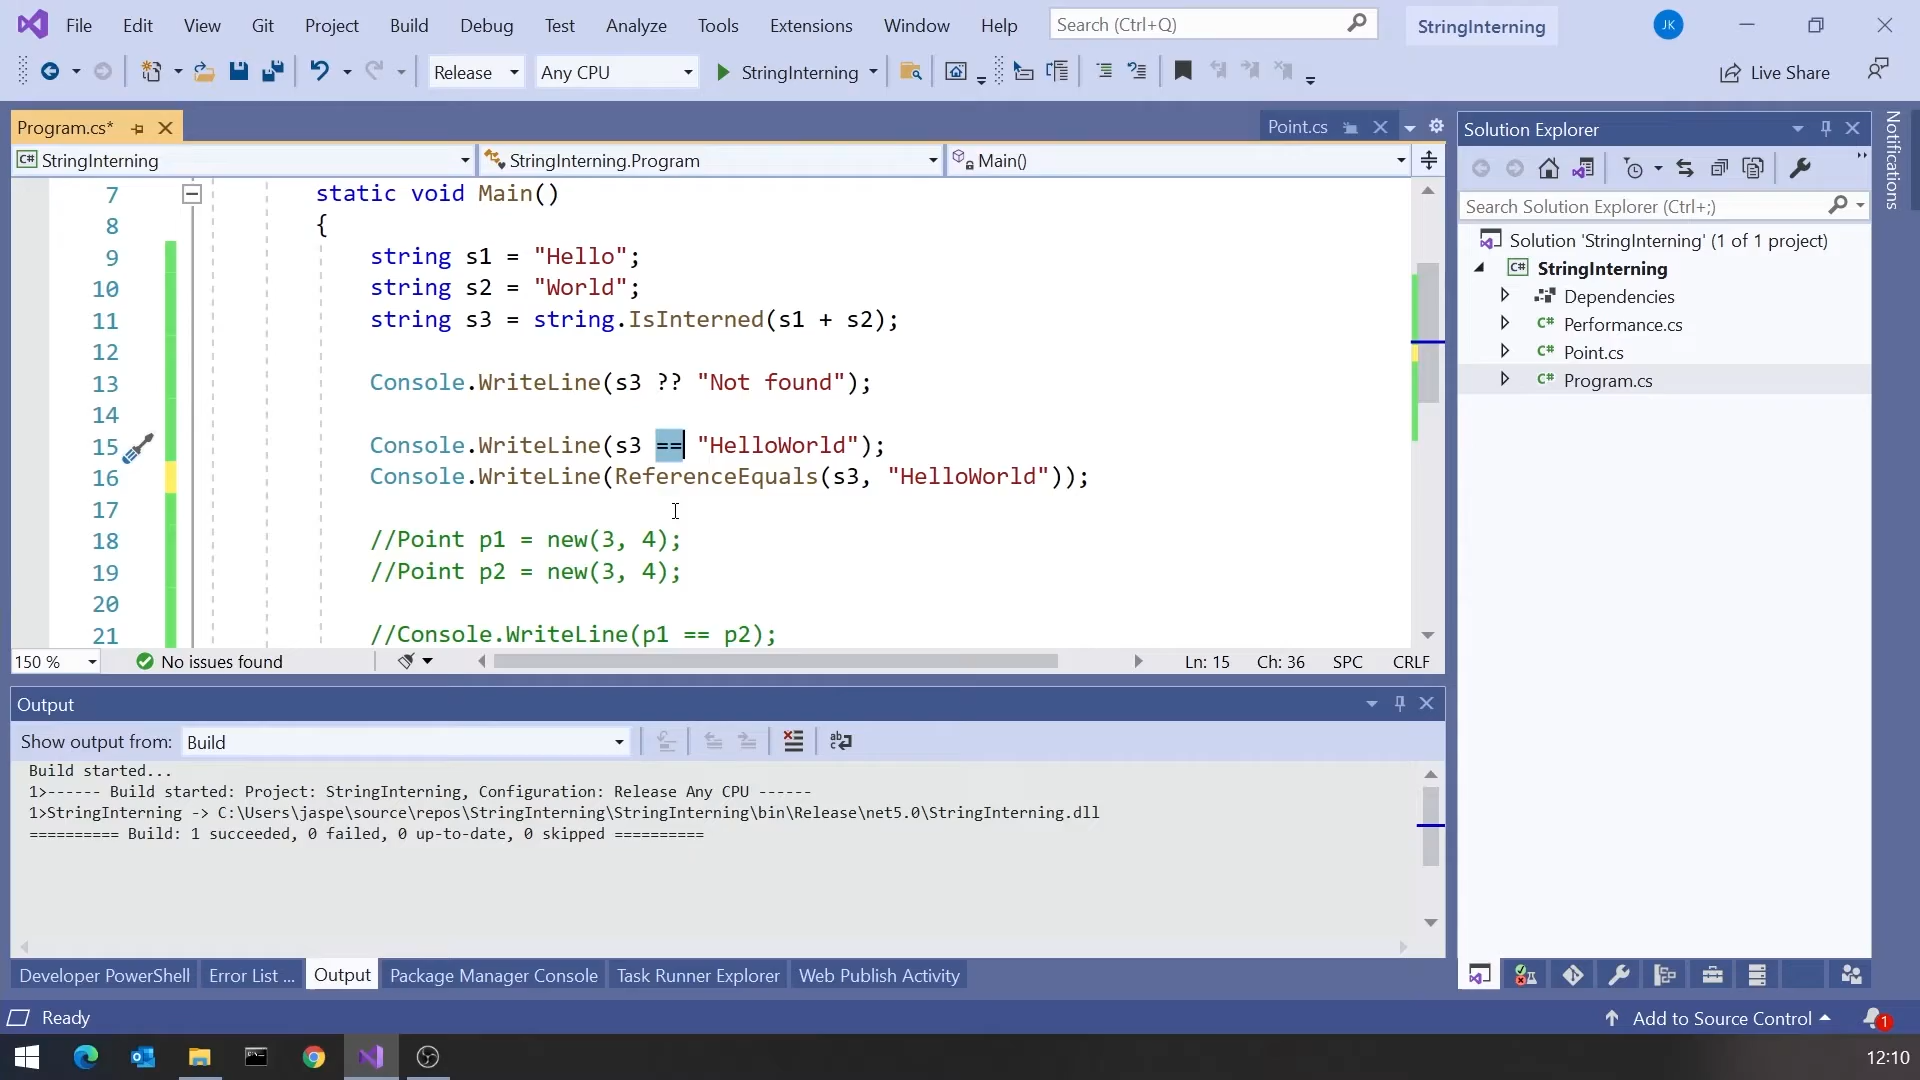 File Edit View Git Project Build Debug Test Analyze Tools Extensions Window Help Search (Ctrl+Q) StringInterning JK
Release Any CPU StringInterning Live Share
Program.cs* Point.cs
StringInterning StringInterning.Program Main()
7 static void Main()
8 {
9 string s1 = "Hello";
10 string s2 = "World";
11 string s3 = string.IsInterned(s1 + s2);
12
13 Console.WriteLine(s3 ?? "Not found");
14
15 Console.WriteLine(s3 == "HelloWorld");
16 Console.WriteLine(ReferenceEquals(s3, "HelloWorld"));
17
18 //Point p1 = new(3, 4);
19 //Point p2 = new(3, 4);
20
21 //Console.WriteLine(p1 == p2);
150 % No issues found Ln: 15 Ch: 36 SPC CRLF
Output
Show output from: Build
Build started...
1>------ Build started: Project: StringInterning, Configuration: Release Any CPU ------
1>StringInterning -> C:\Users\jaspe\source\repos\StringInterning\StringInterning\bin\Release\net5.0\StringInterning.dll
========== Build: 1 succeeded, 0 failed, 0 up-to-date, 0 skipped ==========
Developer PowerShell Error List ... Output Package Manager Console Task Runner Explorer Web Publish Activity
Solution Explorer
Search Solution Explorer (Ctrl+;)
Solution 'StringInterning' (1 of 1 project)
C# StringInterning
Dependencies
C# Performance.cs
C# Point.cs
C# Program.cs
Notifications
Ready Add to Source Control 1
12:10